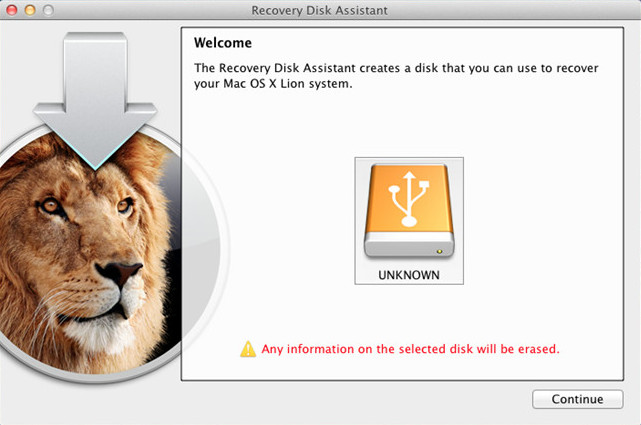 Recovery Disk Assistant
Welcome
The Recovery Disk Assistant creates a disk that you can use to recover
your Mac OS X Lion system.
UNKNOWN
Any information on the selected disk will be erased.
Continue